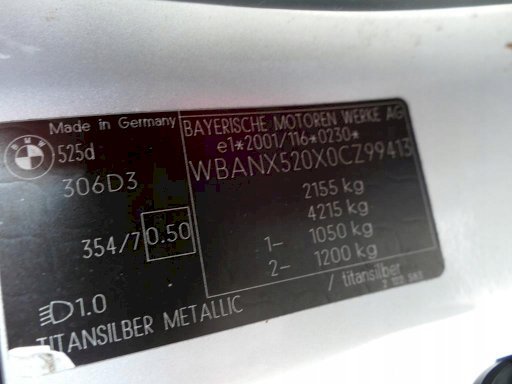 BMW
Made in Germany
525d
306D3
354/7 0.50
1.0
TITANSILBER METALLIC
BAYERISCHE MOTOREN WERKE AG
e1*2001/116*0230*
WBANX520X0CZ99413
2155 kg
4215 kg
1– 1050 kg
2– 1200 kg
/ titansilber